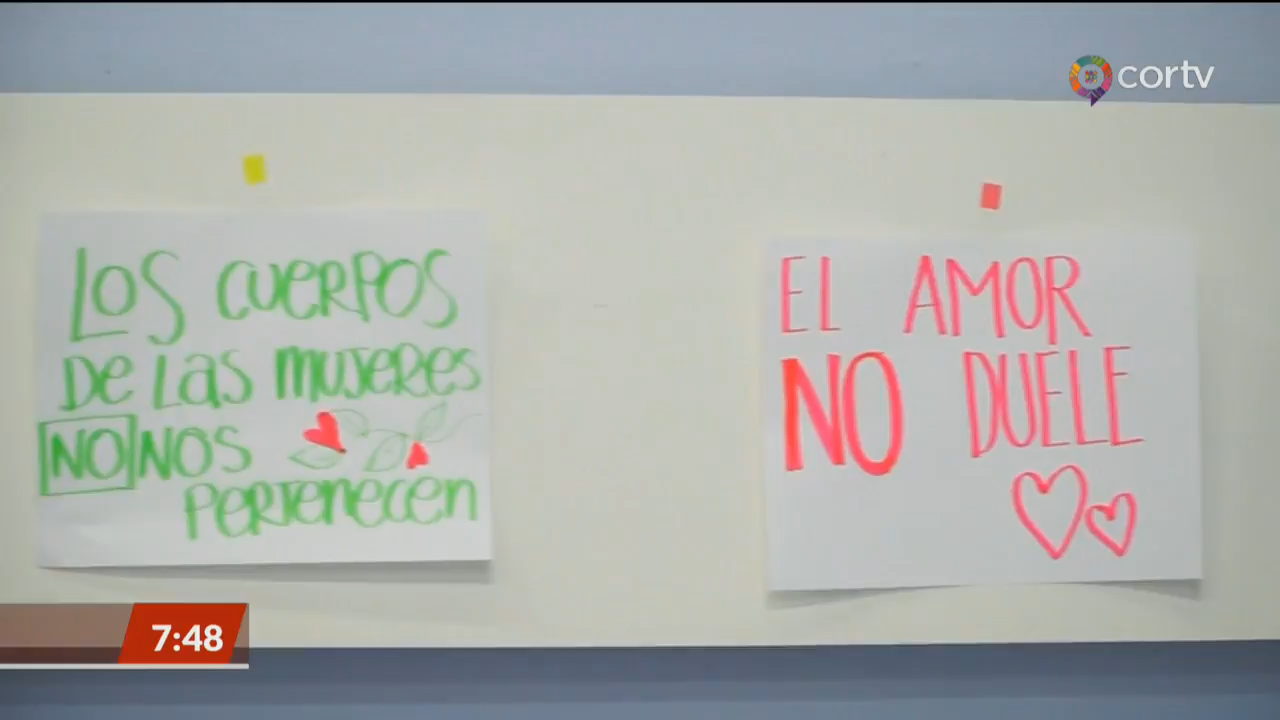 cortv
LOS CUERPOS
DE LAS MUJERES
NO NOS
PERTENECEN
EL AMOR
NO DUELE
7:48